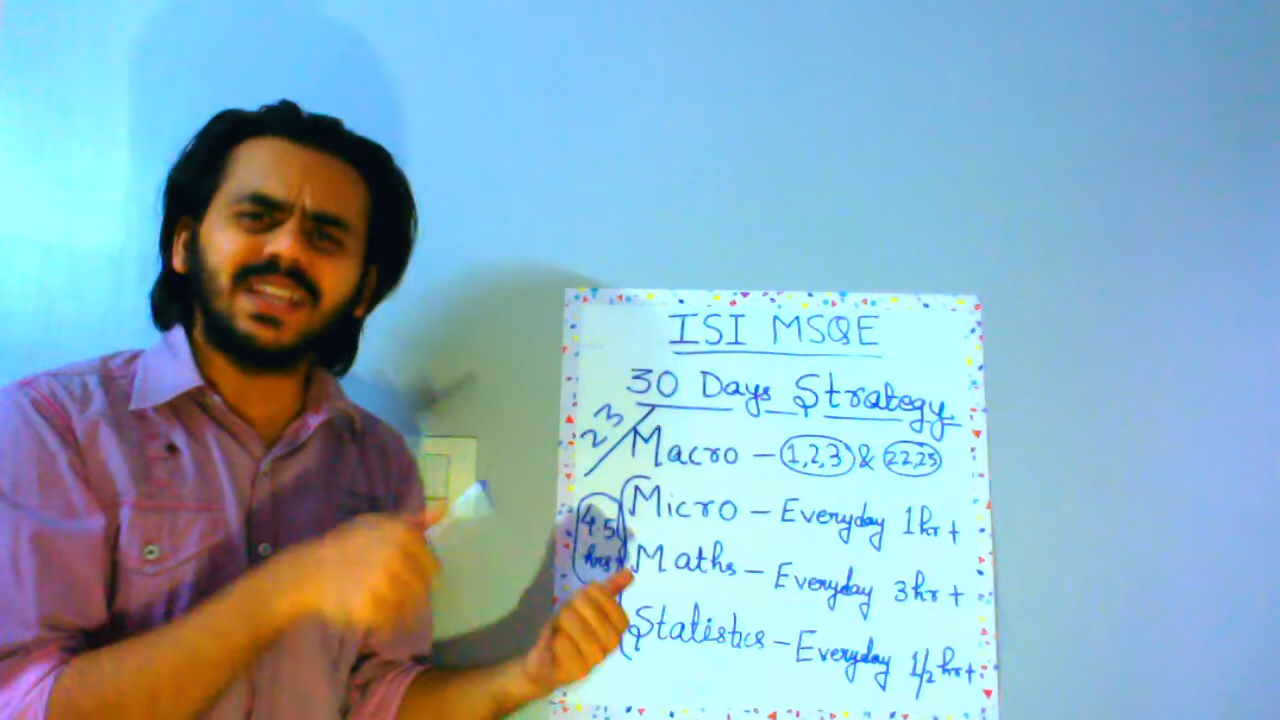 ISI MSQE
30 Days Strategy
23
Macro - 1,2,3 & 22,23
Micro - Everyday 1hr+
4.5 hrs+
Maths - Everyday 3hr+
Statistics - Everyday 1/2 hr+